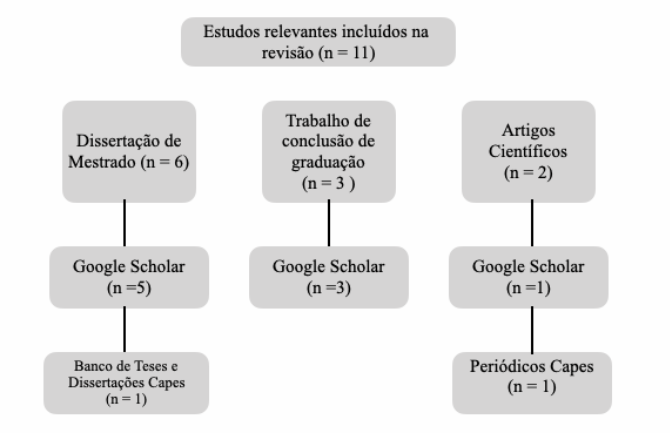 Estudos relevantes incluídos na
revisão (n = 11)
Dissertação de
Mestrado (n = 6)
Trabalho de
conclusão de
graduação
(n = 3 )
Artigos
Científicos
(n = 2)
Google Scholar
(n =5)
Google Scholar
(n =3)
Google Scholar
(n =1)
Banco de Teses e
Dissertações Capes
(n = 1)
Periódicos Capes
(n = 1)